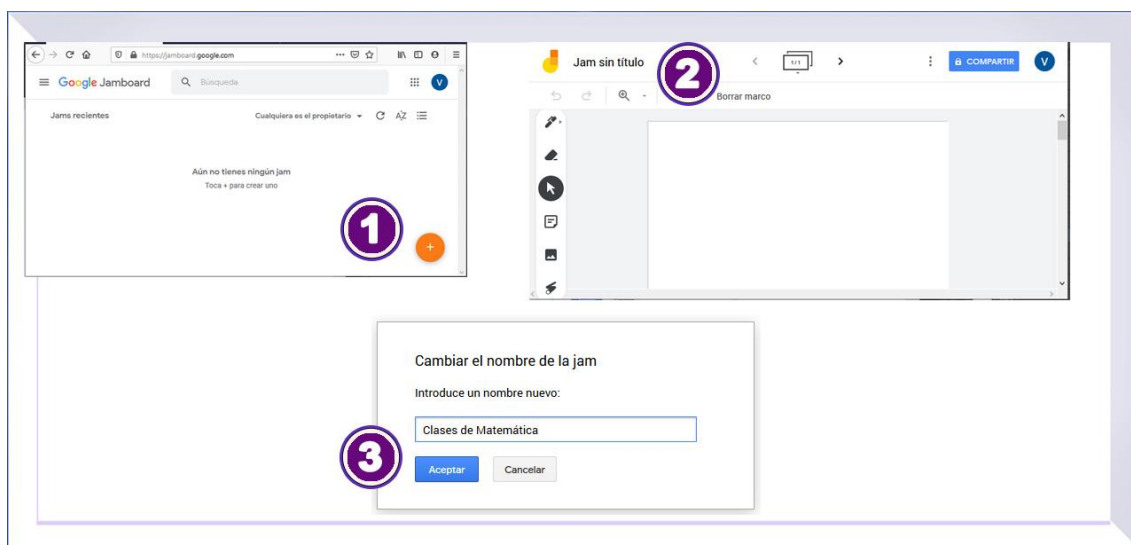 https://jamboard.google.com
Google Jamboard
Búsqueda
V
Jams recientes
Cualquiera es el propietario
AZ
Aún no tienes ningún jam
Toca + para crear uno
1
+
Jam sin título
2
1/1
COMPARTIR
V
Borrar marco
Cambiar el nombre de la jam
Introduce un nombre nuevo:
Clases de Matemática
3
Aceptar
Cancelar